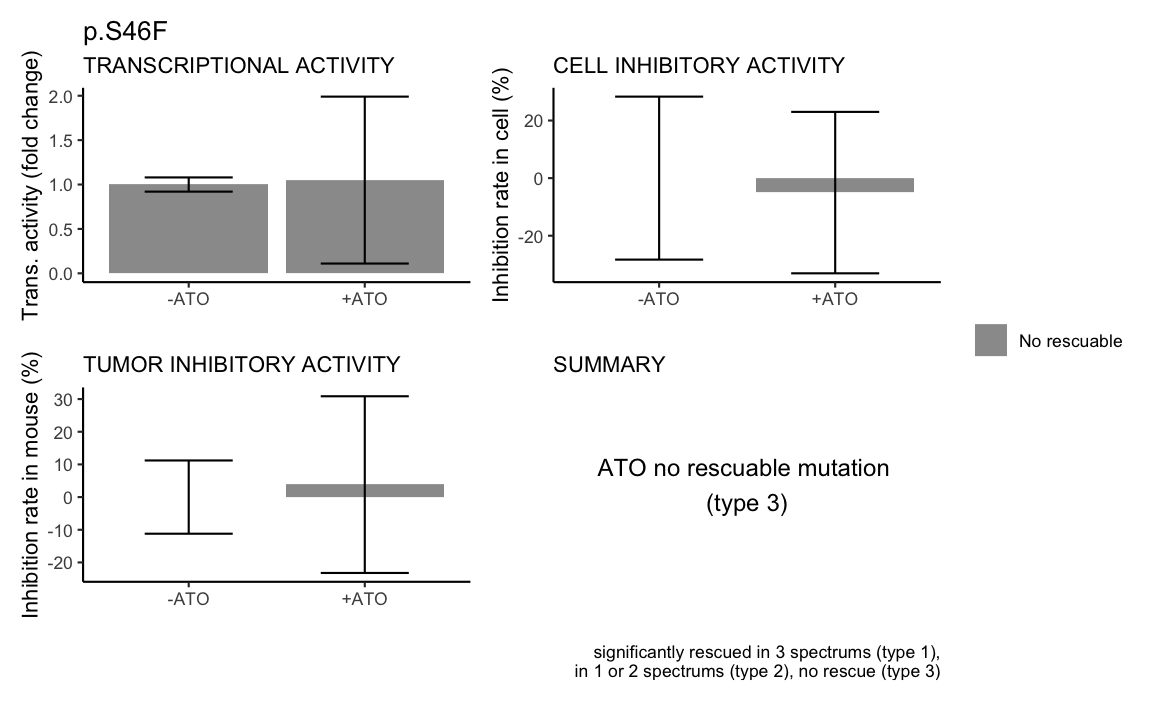 p.S46F
TRANSCRIPTIONAL ACTIVITY
Trans. activity (fold change)
2.0
1.5
1.0
0.5
0.0
-ATO
+ATO
CELL INHIBITORY ACTIVITY
Inhibition rate in cell (%)
20
0
-20
-ATO
+ATO
No rescuable
TUMOR INHIBITORY ACTIVITY
Inhibition rate in mouse (%)
30
20
10
0
-10
-20
-ATO
+ATO
SUMMARY
ATO no rescuable mutation
(type 3)
significantly rescued in 3 spectrums (type 1),
in 1 or 2 spectrums (type 2), no rescue (type 3)